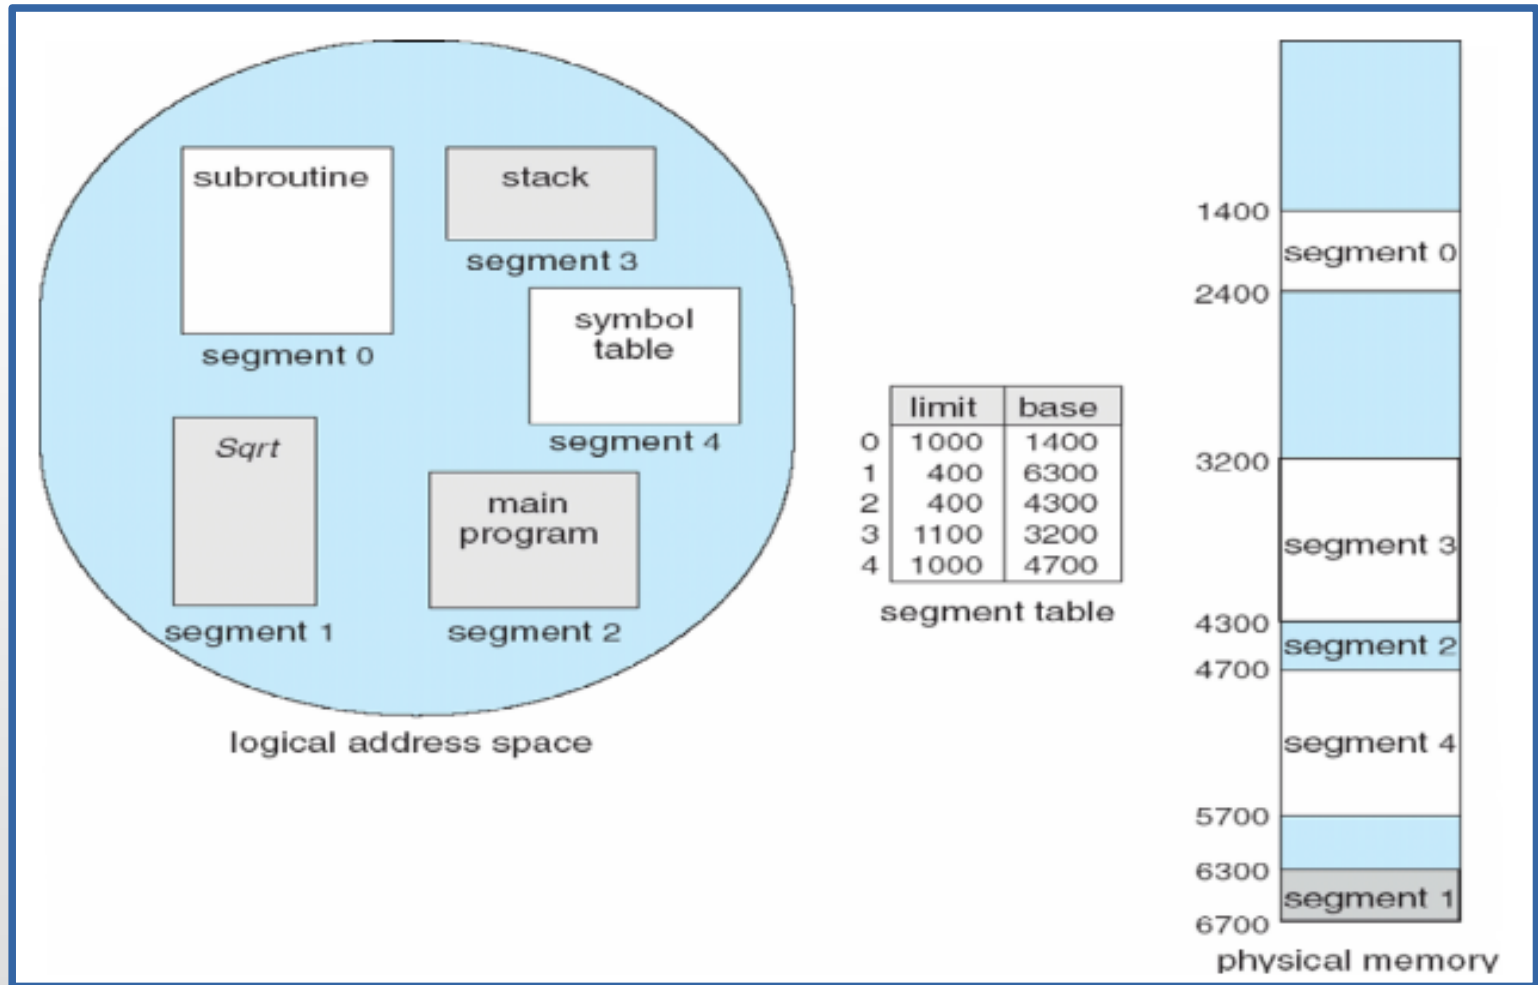 subroutine
segment 0
stack
segment 3
symbol
table
segment 4
Sqrt
segment 1
main
program
segment 2
logical address space
limit base
0 1000 1400
1 400 6300
2 400 4300
3 1100 3200
4 1000 4700
segment table
1400
segment 0
2400
3200
segment 3
4300
segment 2
4700
segment 4
5700
6300
segment 1
6700
physical memory